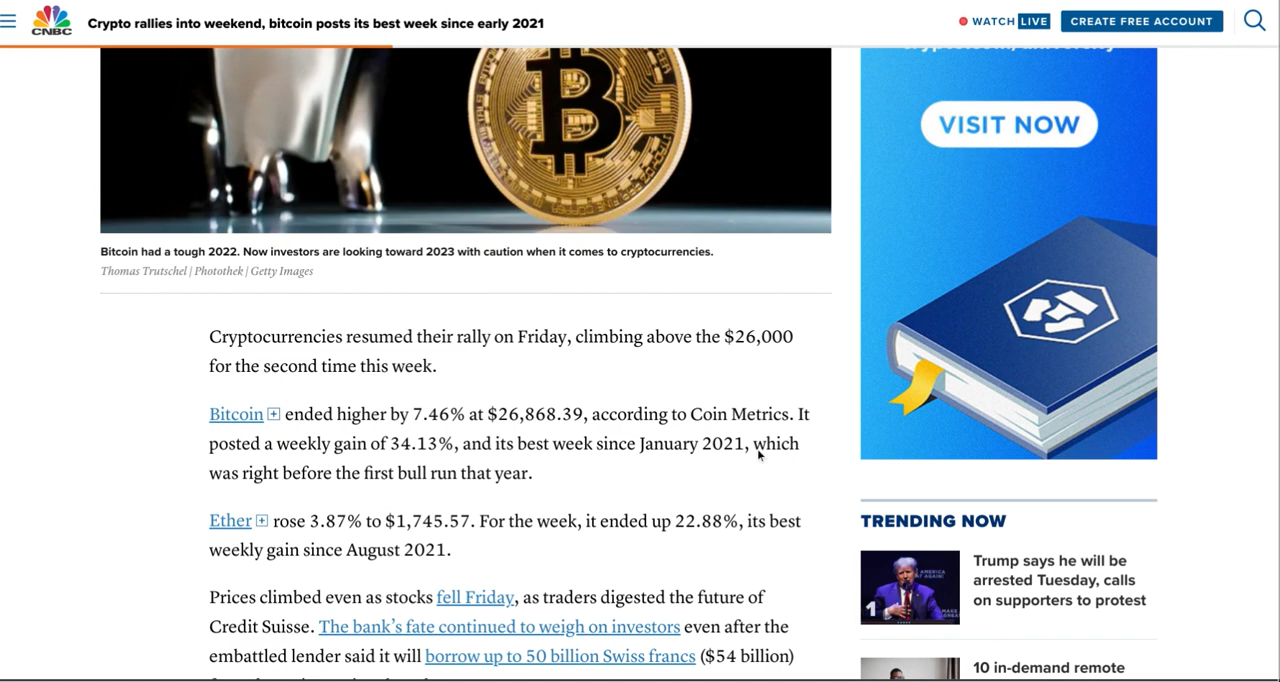 CNBC
Crypto rallies into weekend, bitcoin posts its best week since early 2021
WATCH LIVE
CREATE FREE ACCOUNT
VISIT NOW
Bitcoin had a tough 2022. Now investors are looking toward 2023 with caution when it comes to cryptocurrencies.
Thomas Trutschel | Photothek | Getty Images
Cryptocurrencies resumed their rally on Friday, climbing above the $26,000
for the second time this week.
Bitcoin + ended higher by 7.46% at $26,868.39, according to Coin Metrics. It
posted a weekly gain of 34.13%, and its best week since January 2021, which
was right before the first bull run that year.
Ether + rose 3.87% to $1,745.57. For the week, it ended up 22.88%, its best
weekly gain since August 2021.
Prices climbed even as stocks fell Friday, as traders digested the future of
Credit Suisse. The bank's fate continued to weigh on investors even after the
embattled lender said it will borrow up to 50 billion Swiss francs ($54 billion)
TRENDING NOW
1
Trump says he will be
arrested Tuesday, calls
on supporters to protest
10 in-demand remote